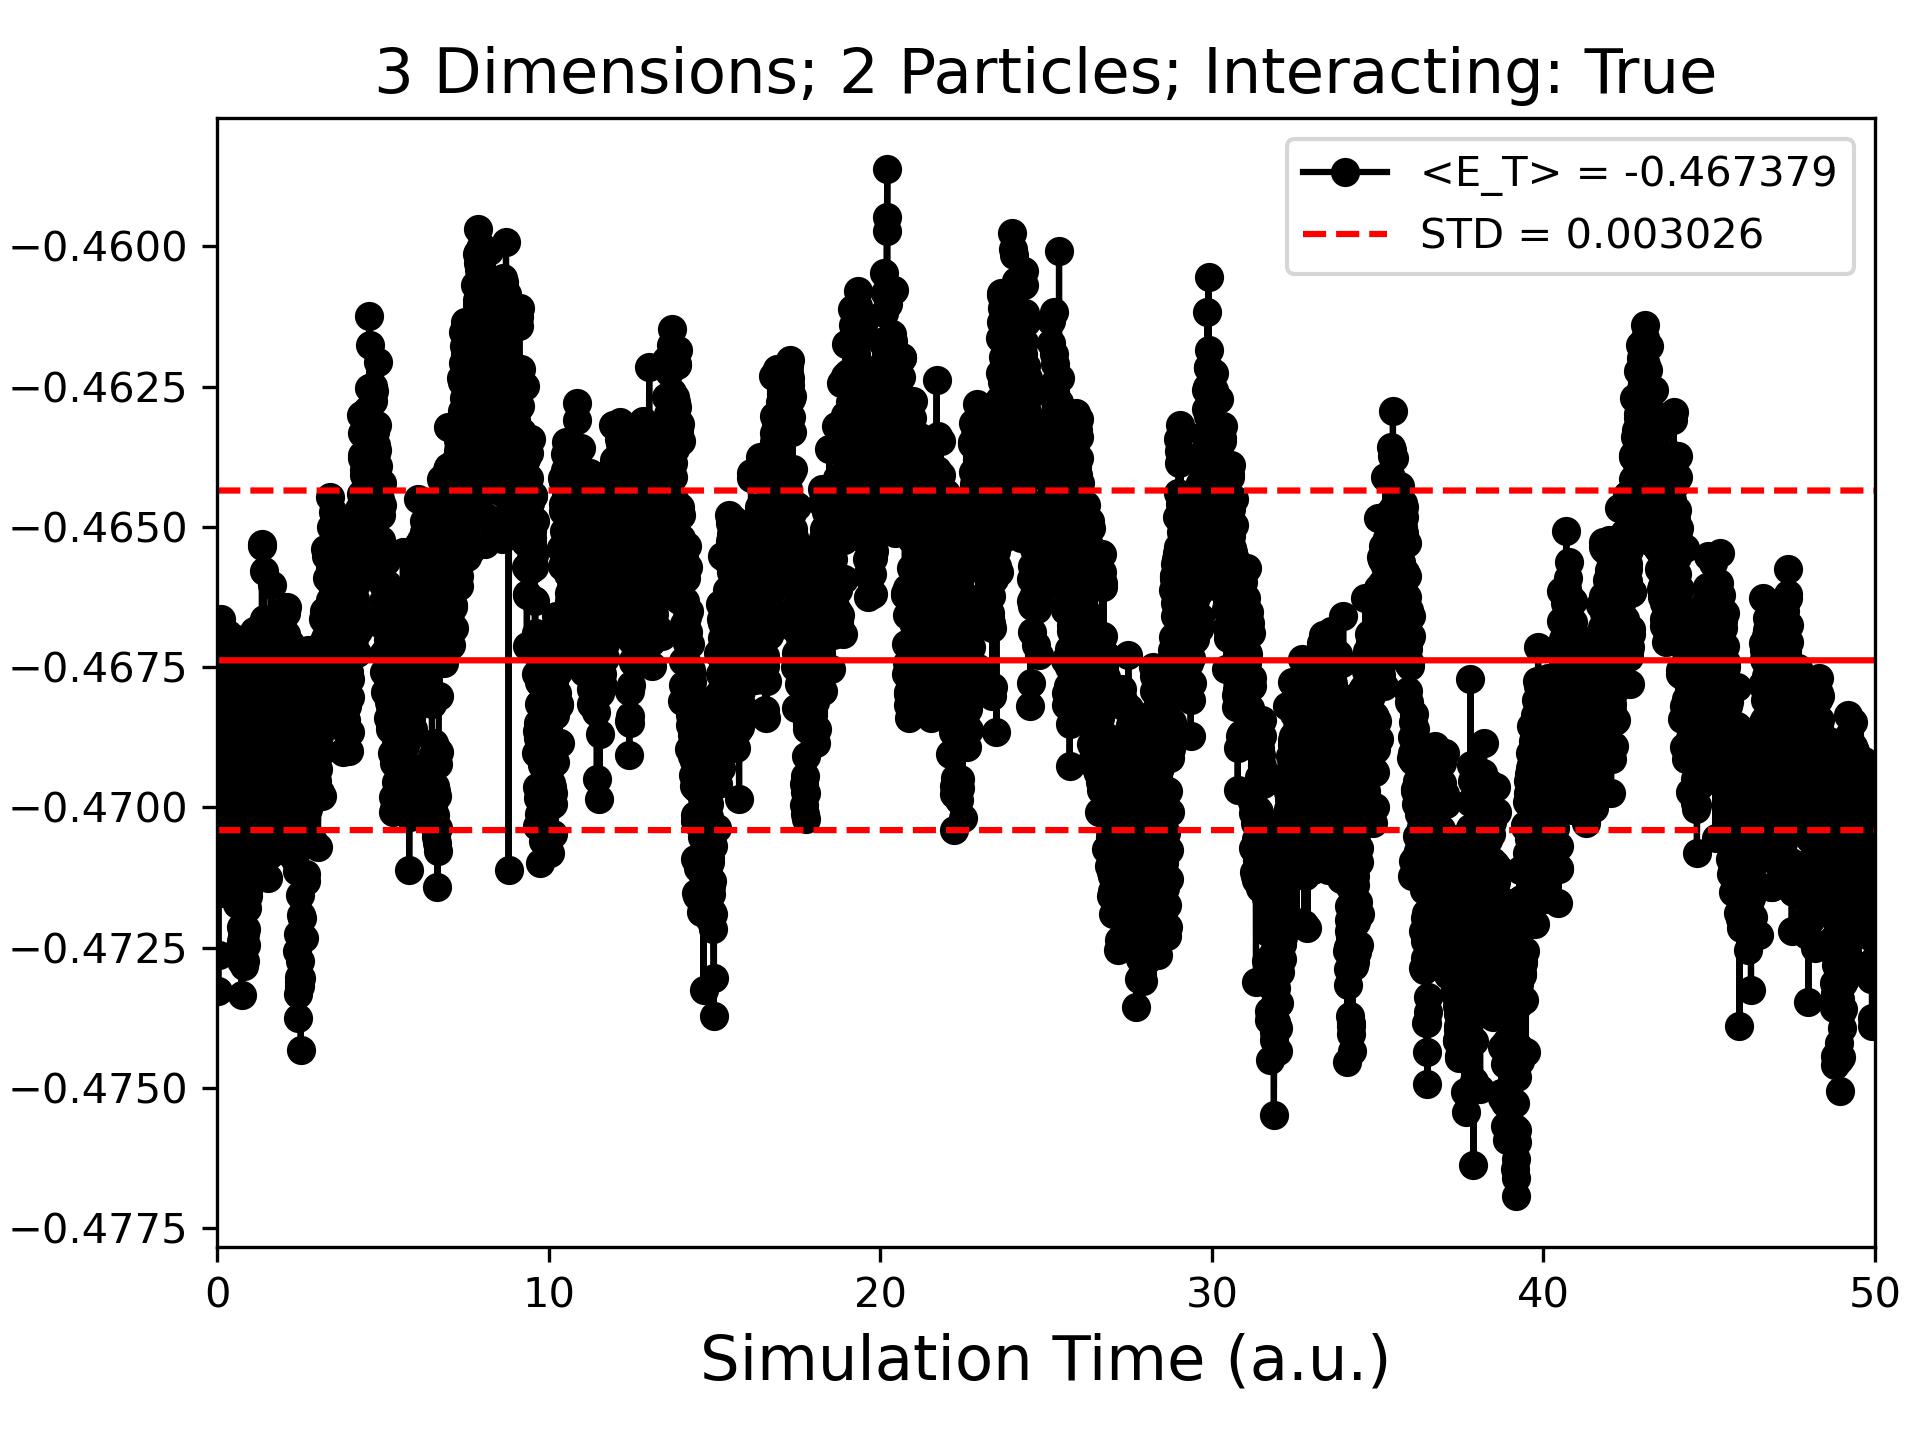 3 Dimensions; 2 Particles; Interacting: True
<E_T> = -0.467379
STD = 0.003026
−0.4600
−0.4625
−0.4650
−0.4675
−0.4700
−0.4725
−0.4750
−0.4775
0 10 20 30 40 50
Simulation Time (a.u.)